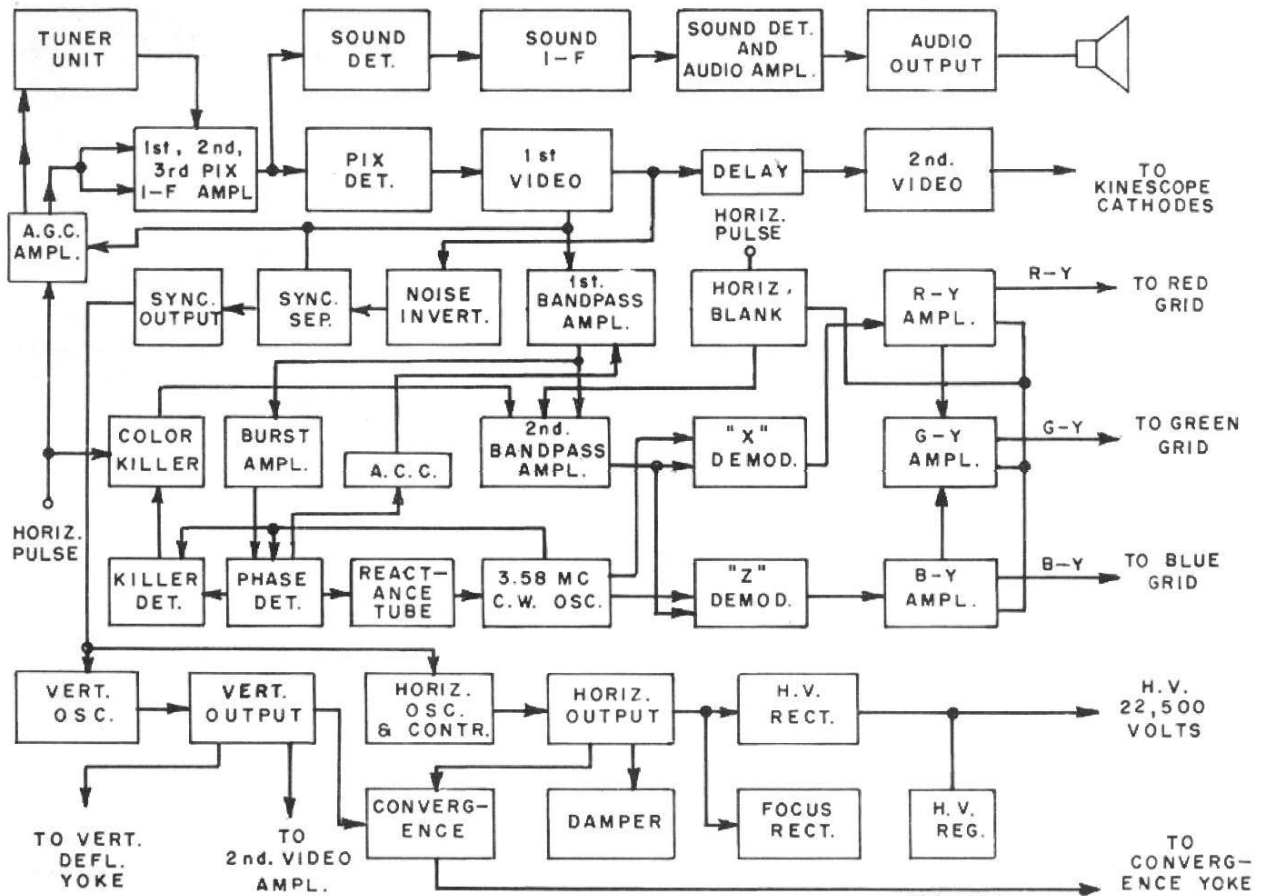 TUNER
UNIT
SOUND
DET.
SOUND
I-F
SOUND DET.
AND
AUDIO AMPL.
AUDIO
OUTPUT
1st, 2nd,
3rd PIX
I-F AMPL
PIX
DET.
1st
VIDEO
DELAY
2nd.
VIDEO
TO
KINESCOPE
CATHODES
A.G.C.
AMPL.
HORIZ.
PULSE
SYNC.
OUTPUT
SYNC.
SEP.
NOISE
INVERT.
1st.
BANDPASS
AMPL.
HORIZ.
BLANK
R-Y
AMPL.
R-Y
TO RED
GRID
COLOR
KILLER
BURST
AMPL.
A.C.C.
2nd.
BANDPASS
AMPL.
"X"
DEMOD.
G-Y
AMPL.
G-Y
TO GREEN
GRID
HORIZ.
PULSE
KILLER
DET.
PHASE
DET.
REACT-
ANCE
TUBE
3.58 MC
C.W. OSC.
"Z"
DEMOD.
B-Y
AMPL.
B-Y
TO BLUE
GRID
VERT.
OSC.
VERT.
OUTPUT
HORIZ.
OSC.
& CONTR.
HORIZ.
OUTPUT
H.V.
RECT.
H.V.
22,500
VOLTS
CONVERG-
ENCE
DAMPER
FOCUS
RECT.
H.V.
REG.
TO VERT.
DEFL.
YOKE
TO
2nd. VIDEO
AMPL.
TO
CONVERG-
ENCE YOKE